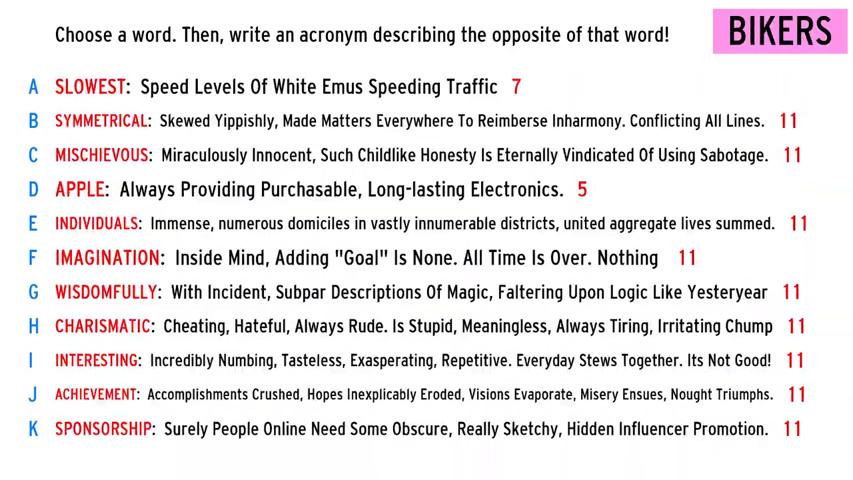 Choose a word. Then, write an acronym describing the opposite of that word!
BIKERS
A SLOWEST: Speed Levels Of White Emus Speeding Traffic 7
B SYMMETRICAL: Skewed Yippishly, Made Matters Everywhere To Reimberse Inharmony. Conflicting All Lines. 11
C MISCHIEVOUS: Miraculously Innocent, Such Childlike Honesty Is Eternally Vindicated Of Using Sabotage. 11
D APPLE: Always Providing Purchasable, Long-lasting Electronics. 5
E INDIVIDUALS: Immense, numerous domiciles in vastly innumerable districts, united aggregate lives summed. 11
F IMAGINATION: Inside Mind, Adding "Goal" Is None. All Time Is Over. Nothing 11
G WISDOMFULLY: With Incident, Subpar Descriptions Of Magic, Faltering Upon Logic Like Yesteryear 11
H CHARISMATIC: Cheating, Hateful, Always Rude. Is Stupid, Meaningless, Always Tiring, Irritating Chump 11
I INTERESTING: Incredibly Numbing, Tasteless, Exasperating, Repetitive. Everyday Stews Together. Its Not Good! 11
J ACHIEVEMENT: Accomplishments Crushed, Hopes Inexplicably Eroded, Visions Evaporate, Misery Ensues, Nought Triumphs. 11
K SPONSORSHIP: Surely People Online Need Some Obscure, Really Sketchy, Hidden Influencer Promotion. 11